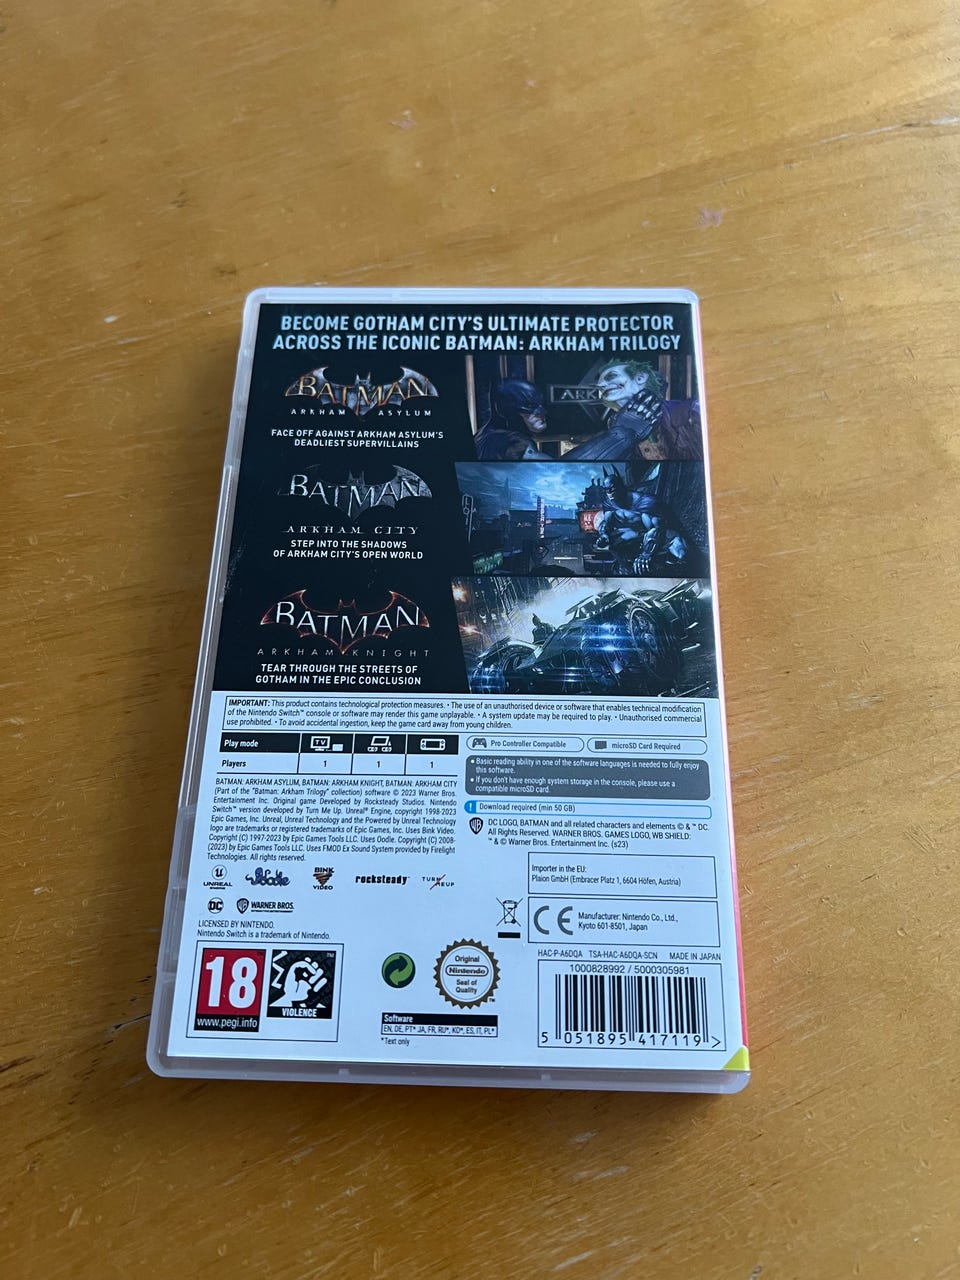 BECOME GOTHAM CITY'S ULTIMATE PROTECTOR
ACROSS THE ICONIC BATMAN: ARKHAM TRILOGY
BATMAN
ARKHAM ASYLUM
FACE OFF AGAINST ARKHAM ASYLUM'S
DEADLIEST SUPERVILLAINS
ARK
BATMAN
ARKHAM CITY
STEP INTO THE SHADOWS
OF ARKHAM CITY'S OPEN WORLD
BATMAN
ARKHAM KNIGHT
TEAR THROUGH THE STREETS OF
GOTHAM IN THE EPIC CONCLUSION
IMPORTANT: This product contains technological protection measures. • The use of an unauthorised device or software that enables technical modification
of the Nintendo Switch™ console or software may render this game unplayable. • A system update may be required to play. • Unauthorised commercial
use prohibited. • To avoid accidental ingestion, keep the game card away from young children.
Play mode TV
Players 1 1 1
Pro Controller Compatible
microSD Card Required
• Basic reading ability in one of the software languages is needed to fully enjoy
this software.
• If you don't have enough system storage in the console, please use a
compatible microSD card.
! Download required (min 50 GB)
BATMAN: ARKHAM ASYLUM, BATMAN: ARKHAM KNIGHT, BATMAN: ARKHAM CITY
(Part of the "Batman: Arkham Trilogy" collection) software © 2023 Warner Bros.
Entertainment Inc. Original game Developed by Rocksteady Studios. Nintendo
Switch™ version developed by Turn Me Up. Unreal® Engine, copyright 1998-2023
Epic Games, Inc. Unreal, Unreal Technology and the Powered by Unreal Technology
logo are trademarks or registered trademarks of Epic Games, Inc. Uses Bink Video.
Copyright (C) 1997-2023 by Epic Games Tools LLC. Uses Oodle. Copyright (C) 2008-
(2023) by Epic Games Tools LLC. Uses FMOD Ex Sound System provided by Firelight
Technologies. All rights reserved.
WB
DC LOGO, BATMAN and all related characters and elements © & ™ DC.
All Rights Reserved. WARNER BROS. GAMES LOGO, WB SHIELD:
™ & © Warner Bros. Entertainment Inc. (s23)
UNREAL
ENGINE
Oodle
BINK
VIDEO
rocksteady
TURN
ME UP
DC
WARNER BROS.
INTERACTIVE ENTERTAINMENT
LICENSED BY NINTENDO.
Nintendo Switch is a trademark of Nintendo.
Importer in the EU:
Plaion GmbH (Embracer Platz 1, 6604 Höfen, Austria)
CE
Manufacturer: Nintendo Co., Ltd.,
Kyoto 601-8501, Japan
HAC-P-A6DQA TSA-HAC-A6DQA-SCN MADE IN JAPAN
1000828992 / 5000305981
5 051895 417119 >
18
www.pegi.info
VIOLENCE
TM
Original
Nintendo
Seal of
Quality
TM
Software
EN, DE, PT* JA, FR, RU*, KO*, ES, IT, PL*
*Text only